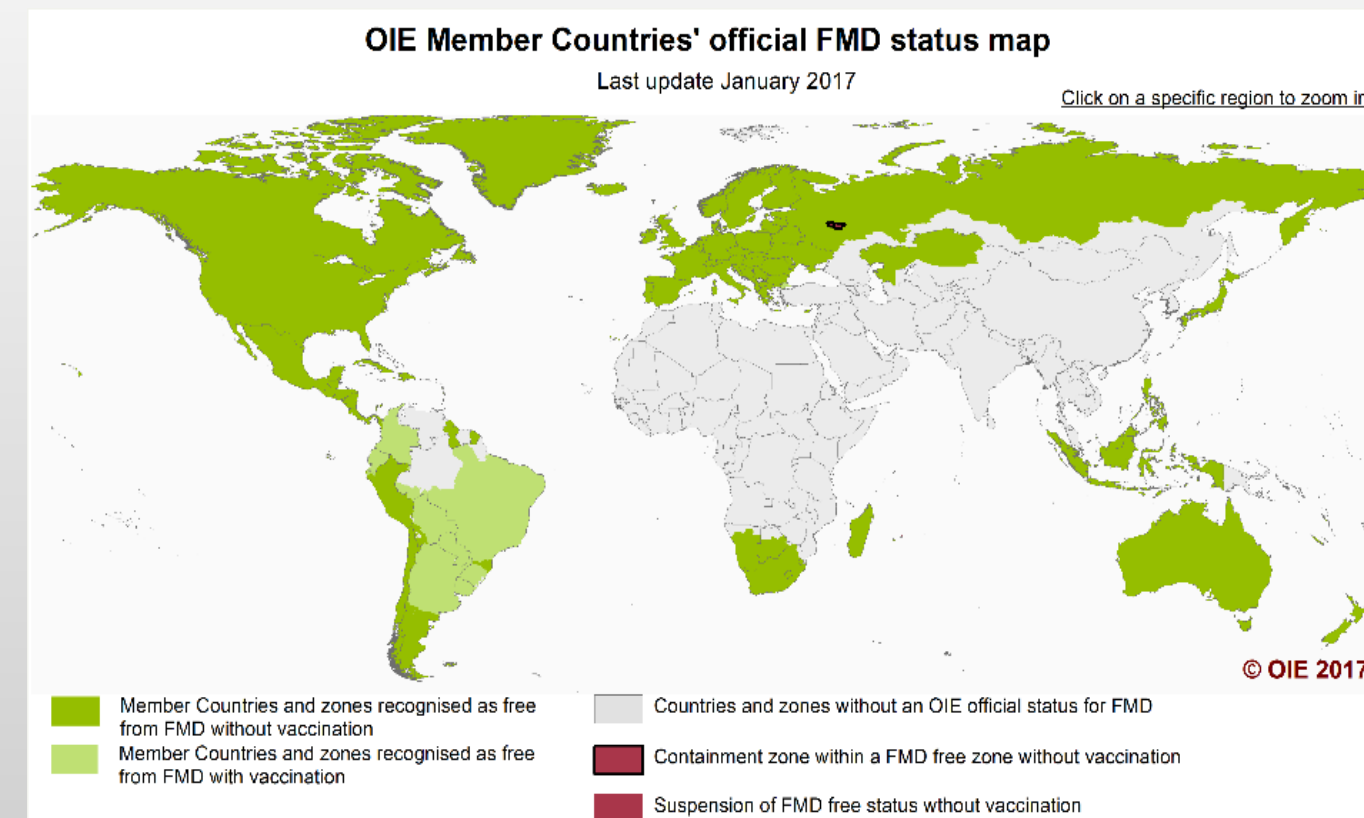 OIE Member Countries' official FMD status map
Last update January 2017
Click on a specific region to zoom in
© OIE 2017
Member Countries and zones recognised as free
from FMD without vaccination
Member Countries and zones recognised as free
from FMD with vaccination
Countries and zones without an OIE official status for FMD
Containment zone within a FMD free zone without vaccination
Suspension of FMD free status wthout vaccination